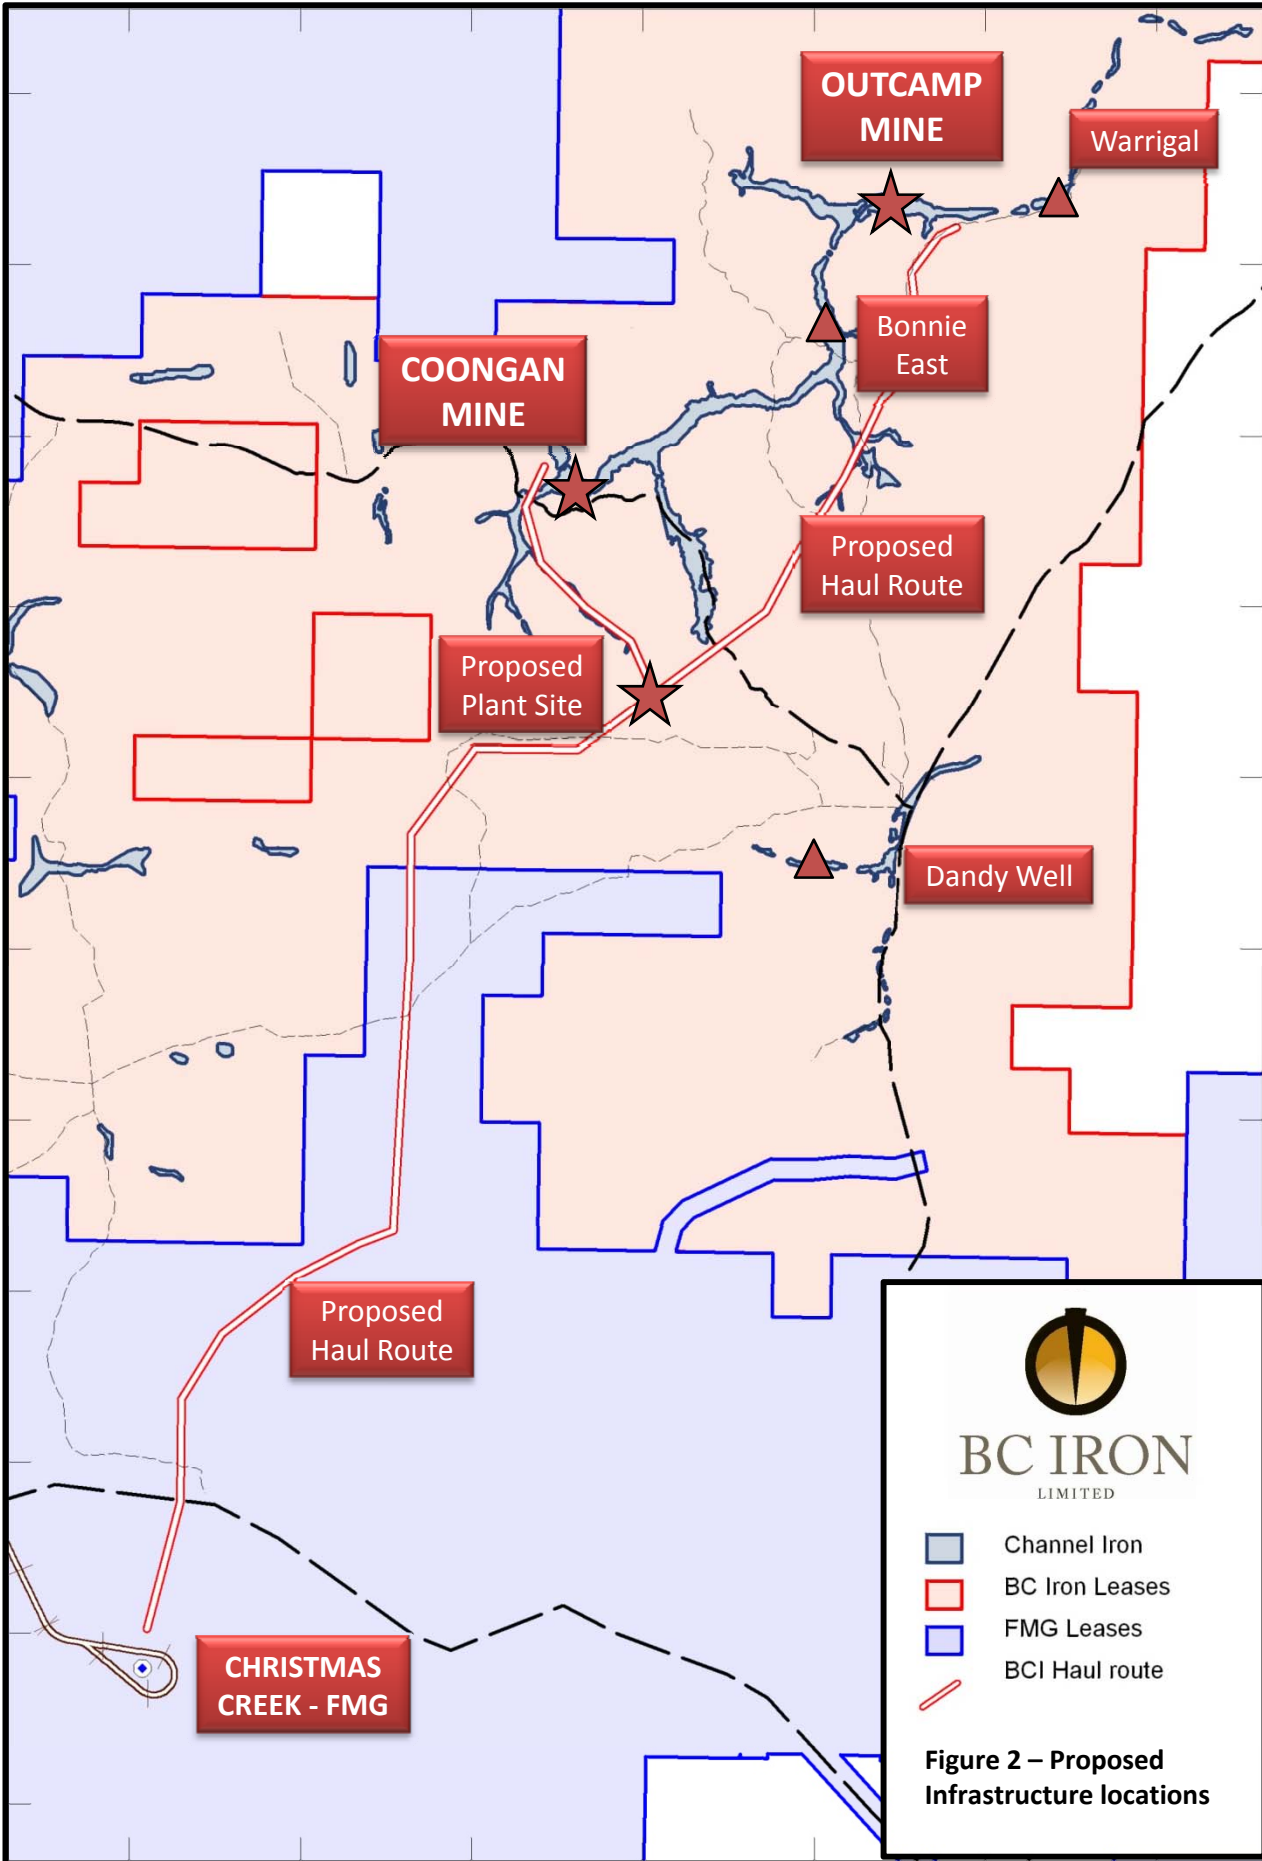 OUTCAMP
MINE
Warrigal
Bonnie
East
COONGAN
MINE
Proposed
Haul Route
Proposed
Plant Site
Dandy Well
Proposed
Haul Route
CHRISTMAS
CREEK - FMG
BC IRON
LIMITED
Channel Iron
BC Iron Leases
FMG Leases
BCI Haul route
Figure 2 – Proposed
Infrastructure locations